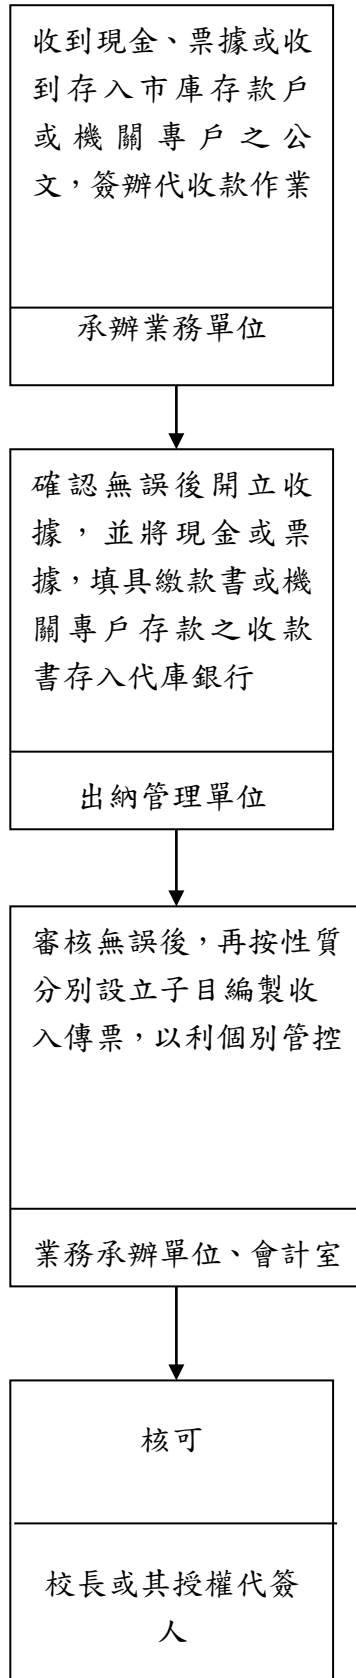 收到現金、票據或收
到存入市庫存款戶
或機關專戶之公
文，簽辦代收款作業
承辦業務單位
確認無誤後開立收
據，並將現金或票
據，填具繳款書或機
關專戶存款之收款
書存入代庫銀行
出納管理單位
審核無誤後，再按性質
分別設立子目編製收
入傳票，以利個別管控
業務承辦單位、會計室
核可
校長或其授權代簽
人